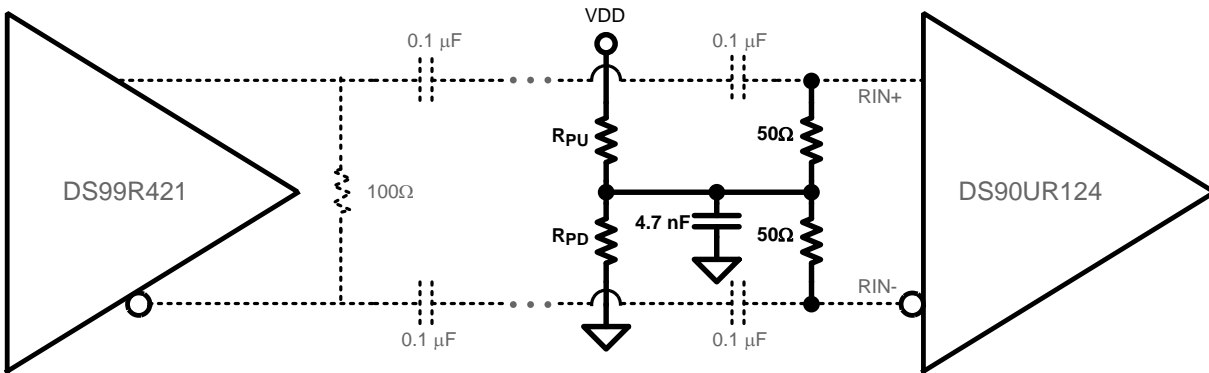 VDD
0.1 μF
0.1 μF
RIN+
RPU
50Ω
DS99R421
100Ω
DS90UR124
4.7 nF
RPD
50Ω
RIN-
0.1 μF
0.1 μF